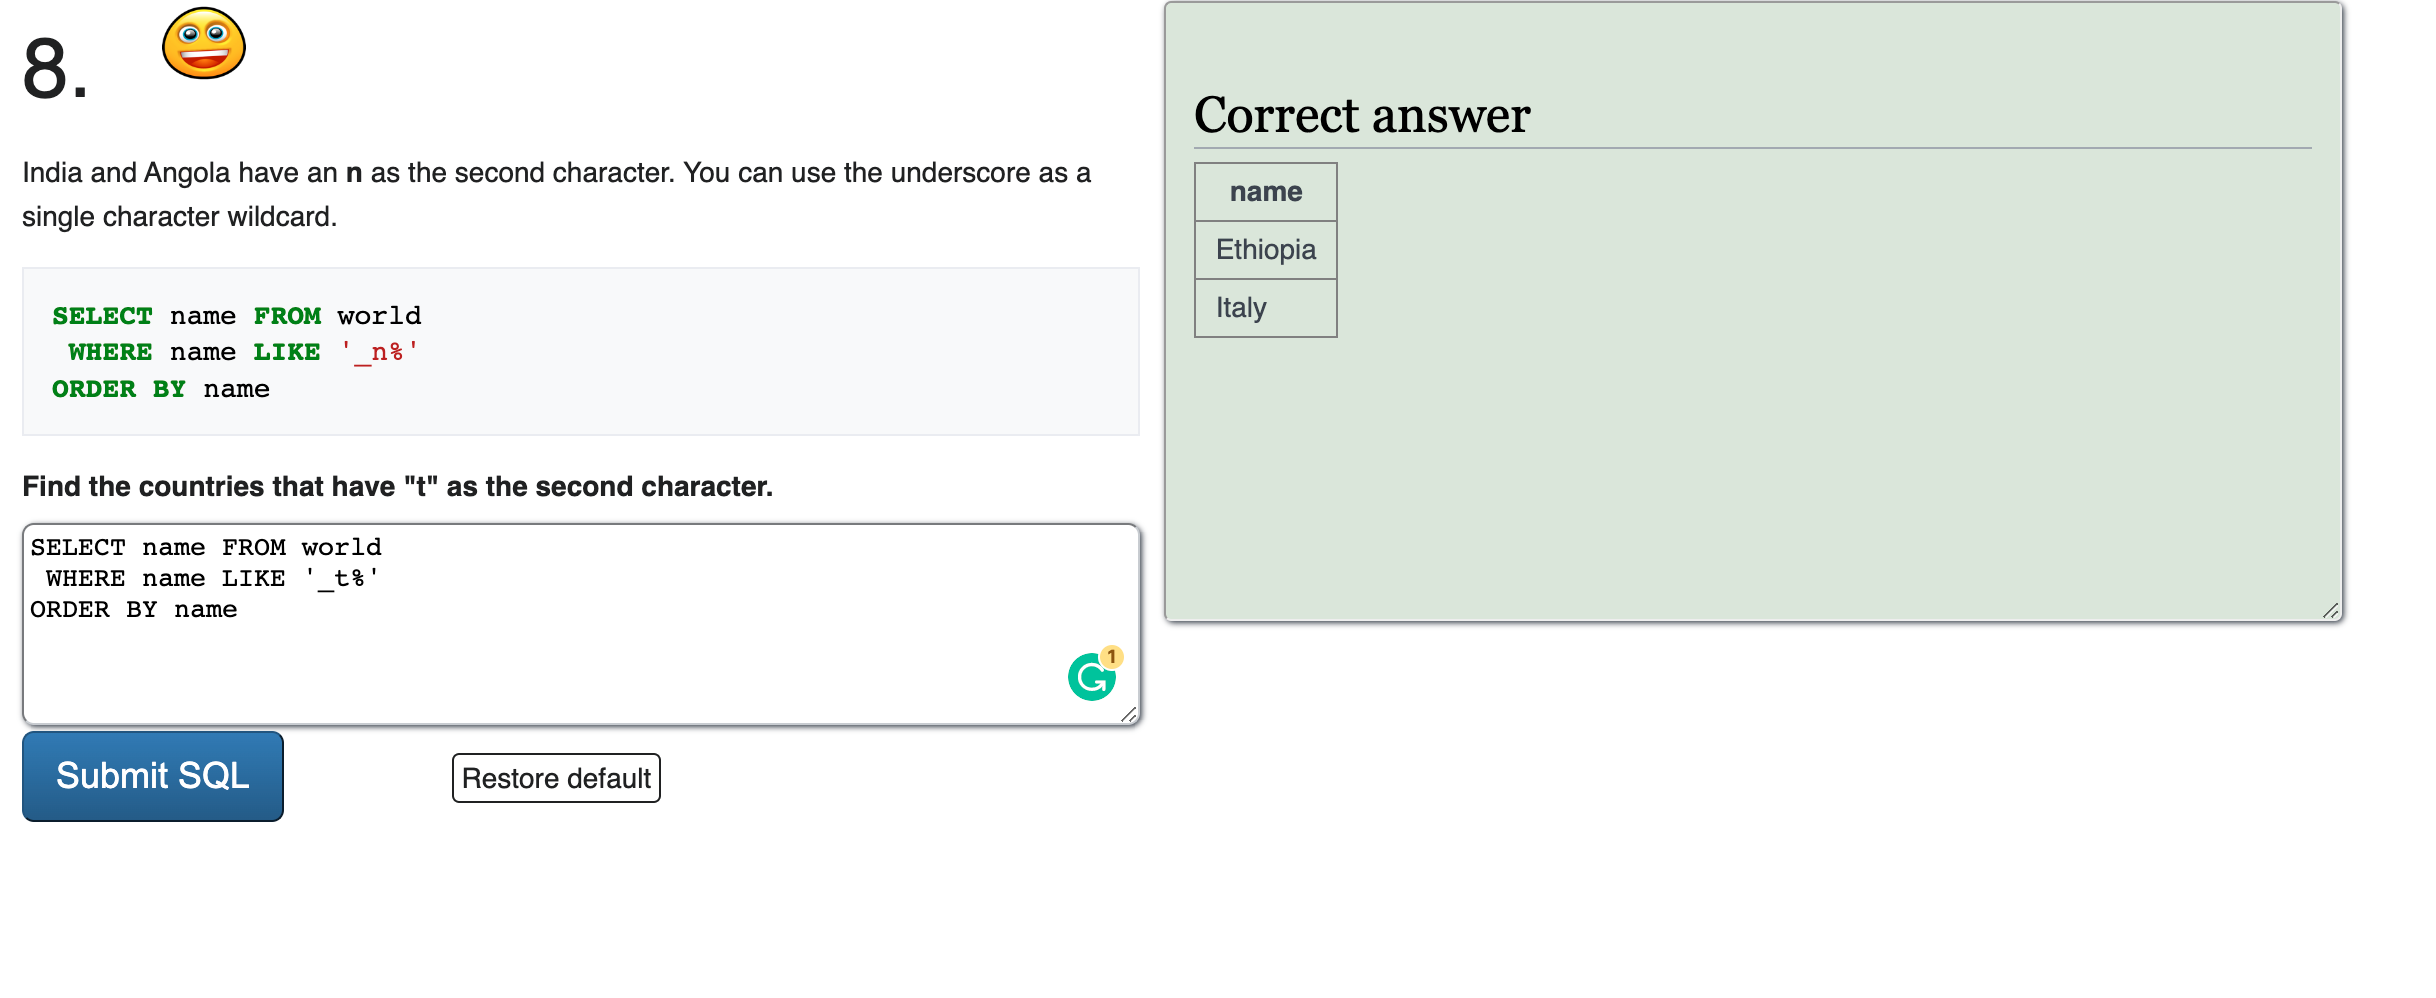 8.
India and Angola have an n as the second character. You can use the underscore as a
single character wildcard.
SELECT name FROM world
 WHERE name LIKE '_n%'
ORDER BY name
Find the countries that have "t" as the second character.
SELECT name FROM world
 WHERE name LIKE '_t%'
ORDER BY name
1
Submit SQL
Restore default
Correct answer
name
Ethiopia
Italy